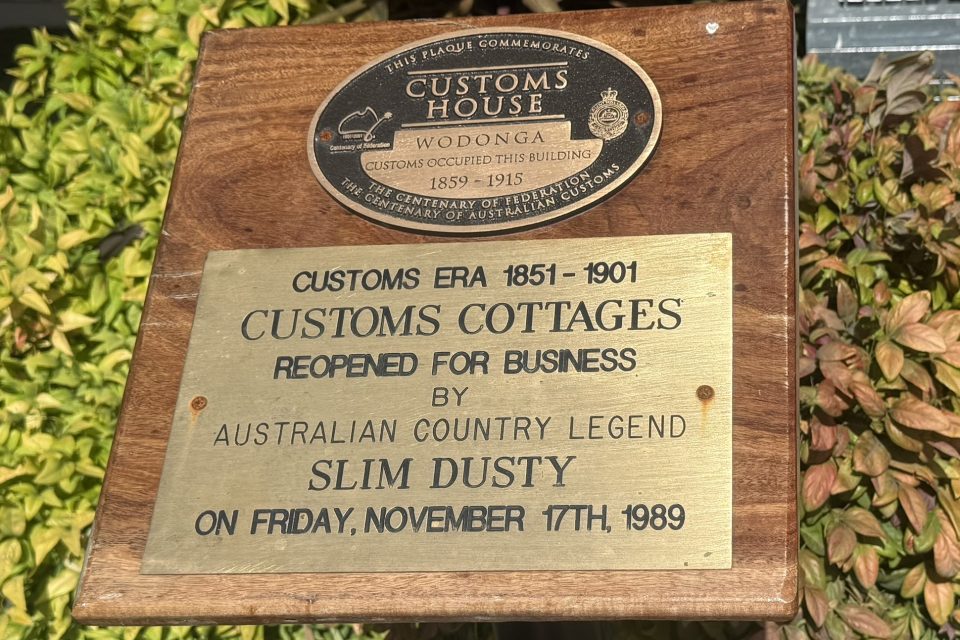 THIS PLAQUE COMMEMORATES
CUSTOMS
HOUSE
WODONGA
CUSTOMS OCCUPIED THIS BUILDING
1859 - 1915
THE CENTENARY OF FEDERATION
THE CENTENARY OF AUSTRALIAN CUSTOMS
Centenary of Federation
CUSTOMS ERA 1851 - 1901
CUSTOMS COTTAGES
REOPENED FOR BUSINESS
BY
AUSTRALIAN COUNTRY LEGEND
SLIM DUSTY
ON FRIDAY, NOVEMBER 17TH, 1989